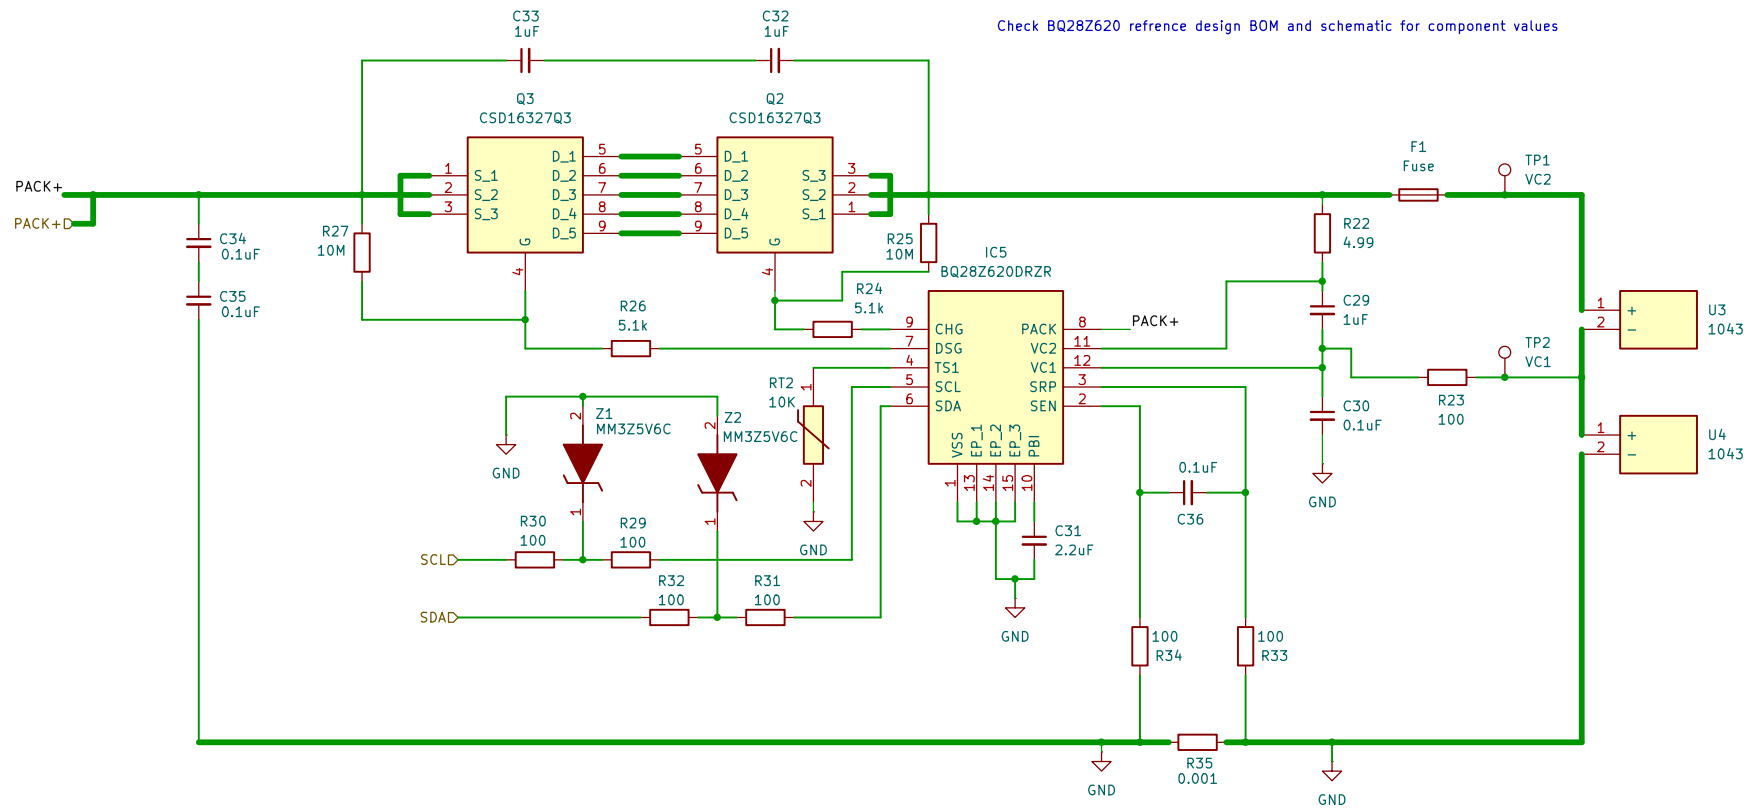 Check BQ28Z620 refrence design BOM and schematic for component values
C33
1uF
C32
1uF
Q3
CSD16327Q3
Q2
CSD16327Q3
1 S_1
2 S_2
3 S_3
D_1 5
D_2 6
D_3 7
D_4 8
D_5 9
G
4
5 D_1
6 D_2
7 D_3
8 D_4
9 D_5
S_3 3
S_2 2
S_1 1
G
4
PACK+
PACK+
C34
0.1uF
C35
0.1uF
R27
10M
R25
10M
R26
5.1k
R24
5.1k
IC5
BQ28Z620DRZR
9 CHG
7 DSG
4 TS1
5 SCL
6 SDA
PACK 8
VC2 11
VC1 12
SRP 3
SEN 2
VSS
EP_1
EP_2
EP_3
PBI
1
13
14
15
10
PACK+
F1
Fuse
TP1
VC2
R22
4.99
C29
1uF
TP2
VC1
R23
100
C30
0.1uF
GND
1 +
2 −
U3
1043
1 +
2 −
U4
1043
RT2
10K
1
2
GND
Z1
MM3Z5V6C
2
1
Z2
MM3Z5V6C
2
1
GND
R30
100
R29
100
SCL
R32
100
R31
100
SDA
C31
2.2uF
GND
0.1uF
C36
100
R34
100
R33
R35
0.001
GND
GND